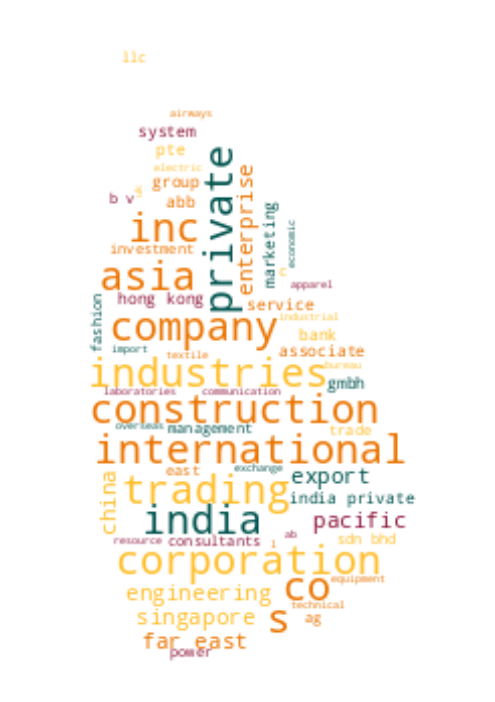 llc
airways
system
pte
electric
group
b v
abb
private
enterprise
marketing
economic
inc
investment
asia
hong kong
apparel
service
fashion
company
industrial
bank
import
textile
associate
industries
bureau
gmbh
laboratories communication
construction
overseas management
trade
international
east
exchange
export
china
trading
india private
india
pacific
ab
resource consultants
l
sdn bhd
corporation
equipment
engineering
co
technical
singapore
s
ag
far east
power